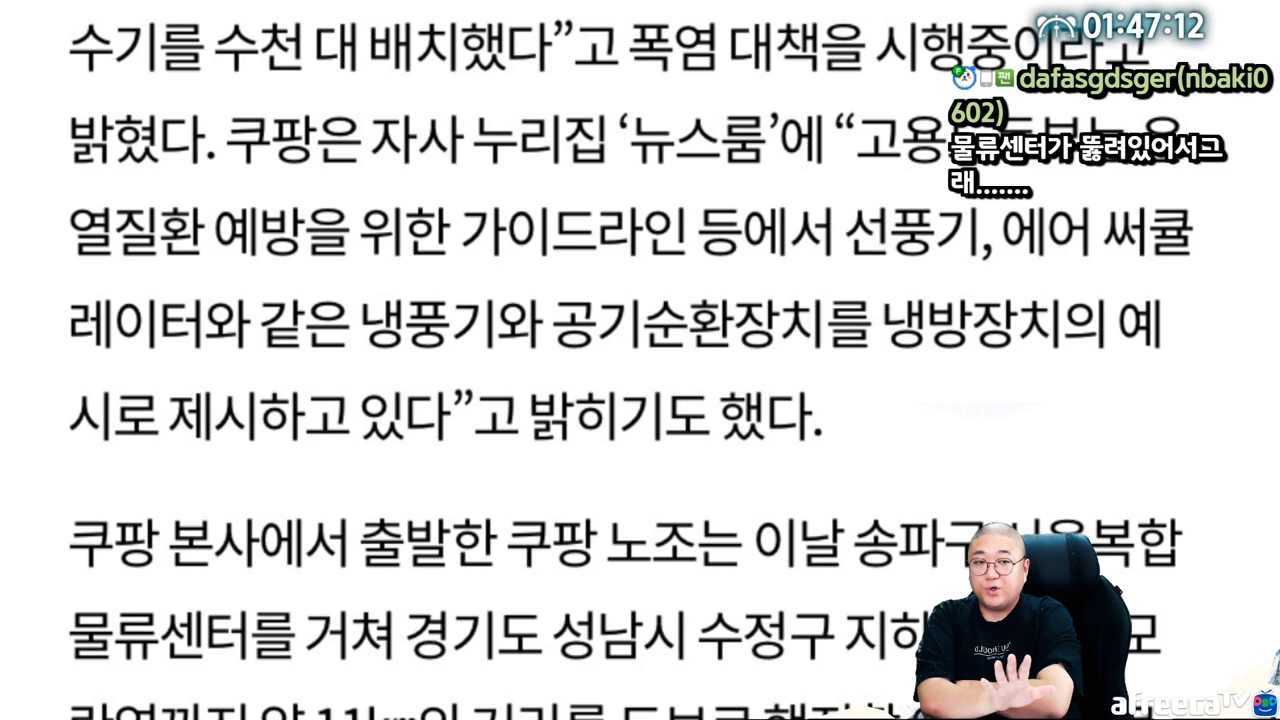 수기를 수천 대 배치했다”고 폭염 대책을 시행중이라고
밝혔다. 쿠팡은 자사 누리집 ‘뉴스룸’에 “고용
열질환 예방을 위한 가이드라인 등에서 선풍기, 에어 써큘
레이터와 같은 냉풍기와 공기순환장치를 냉방장치의 예
시로 제시하고 있다”고 밝히기도 했다.
쿠팡 본사에서 출발한 쿠팡 노조는 이날 송파구 복합
물류센터를 거쳐 경기도 성남시 수정구 지하
01:47:12
팬 dafasgdsger(nbaki0
602)
물류센터가 뚫려있어서그
래.......
afreecaTV